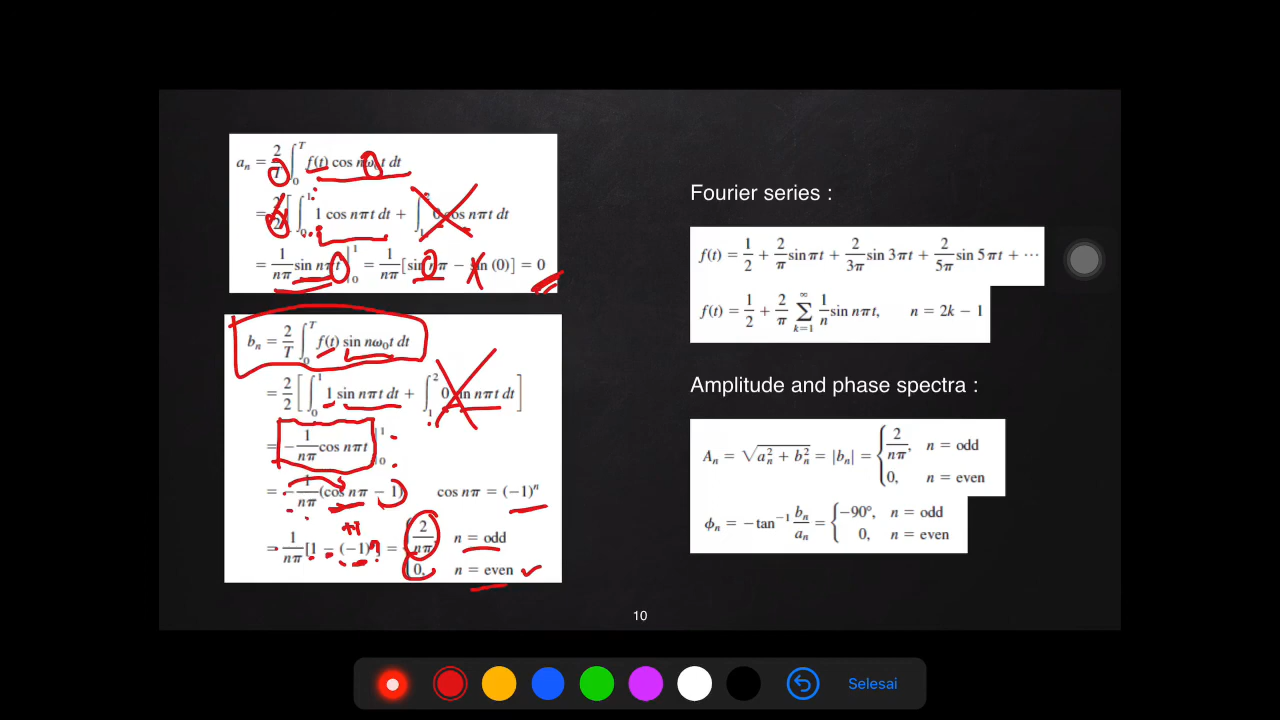 a_n = 2/T ∫_0^T f(t) cos nω_0t dt
= 2/2 [ ∫_0^1 1 cos nπt dt + ∫_1^2 0 cos nπt dt
= 1/nπ sin nπt |_0^1 = 1/nπ [sin nπ − sin (0)] = 0
b_n = 2/T ∫_0^T f(t) sin nω_0t dt
= 2/2 [ ∫_0^1 1 sin nπt dt + ∫_1^2 0 sin nπt dt ]
= −1/nπ cos nπt |_0^1
= −1/nπ (cos nπ − 1) cos nπ = (−1)^n
= 1/nπ [1 − (−1)^n] = { 2/nπ, n = odd
0, n = even
Fourier series :
f(t) = 1/2 + 2/π sin πt + 2/3π sin 3πt + 2/5π sin 5πt + ⋯
f(t) = 1/2 + 2/π ∑_{k=1}^∞ 1/n sin nπt, n = 2k − 1
Amplitude and phase spectra :
A_n = √(a_n^2 + b_n^2) = |b_n| = { 2/nπ, n = odd
0, n = even
ϕ_n = −tan^−1 b_n/a_n = { −90°, n = odd
0, n = even
10
Selesai